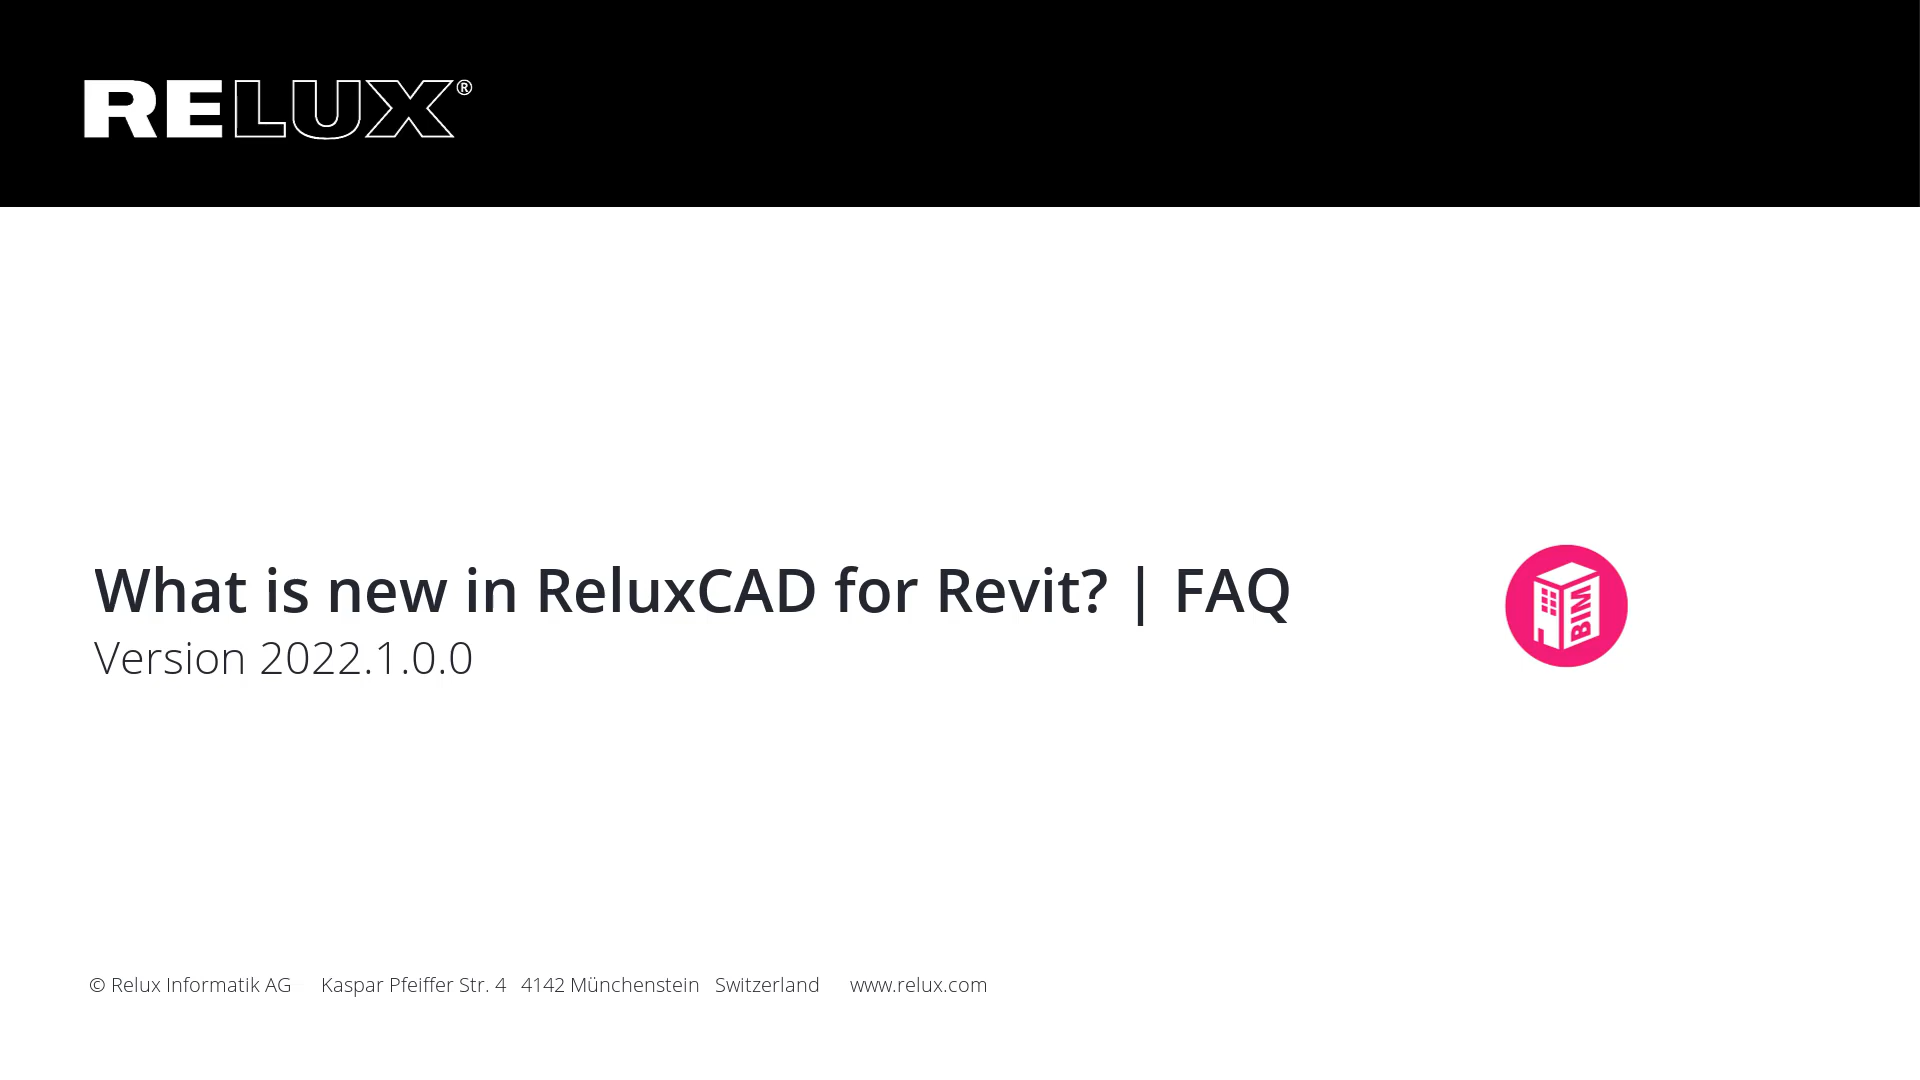 RELUX®
What is new in ReluxCAD for Revit? | FAQ
BIM
Version 2022.1.0.0
© Relux Informatik AG Kaspar Pfeiffer Str. 4 4142 Münchenstein Switzerland www.relux.com